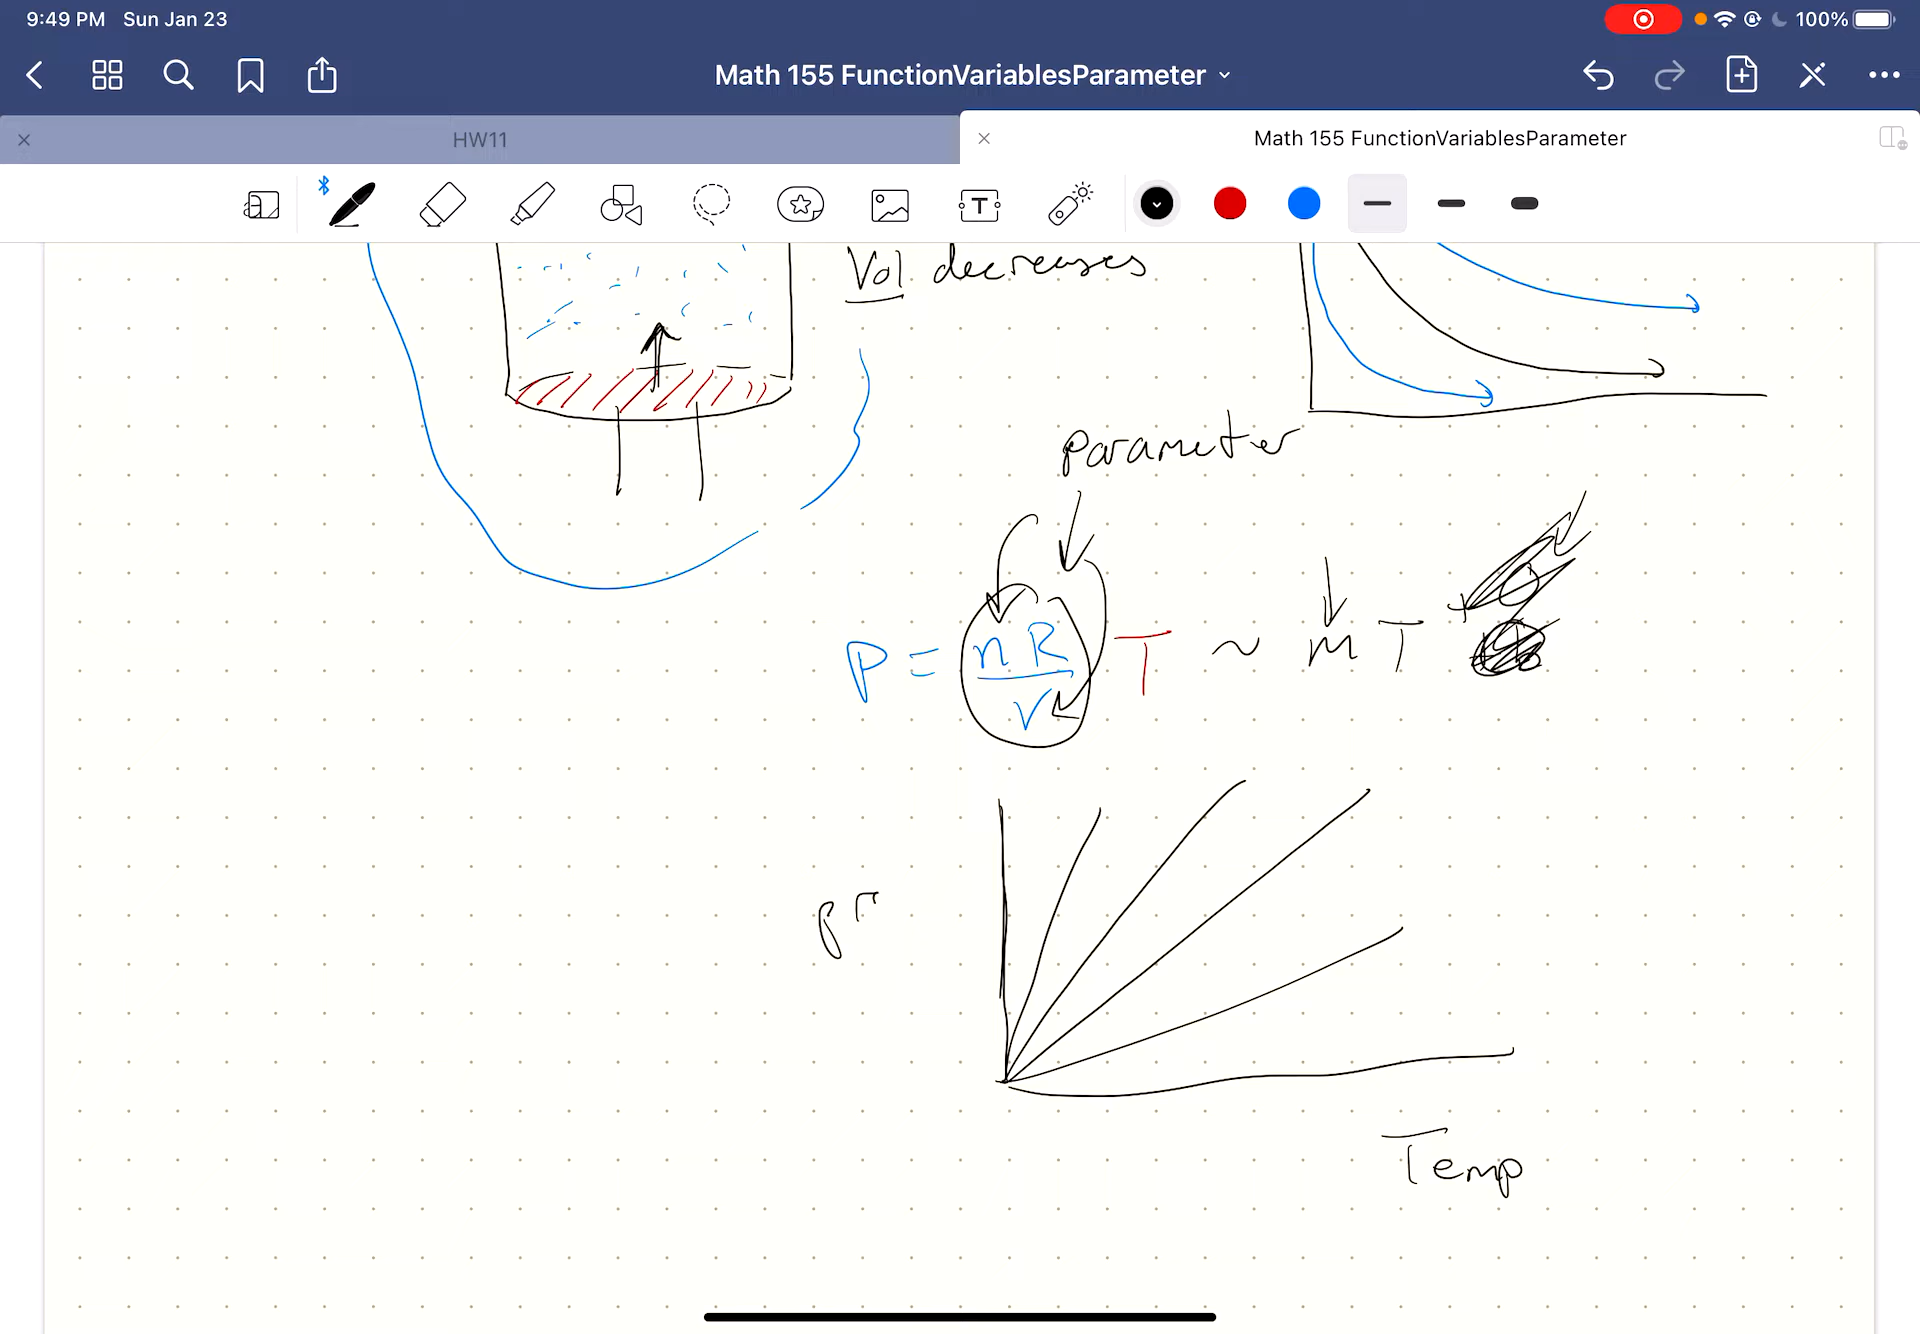 9:49 PM Sun Jan 23
100%
Math 155 FunctionVariablesParameter
HW11
Math 155 FunctionVariablesParameter
Vol decreases
parameter
P = nR/V T ~ m T
Pr
Temp